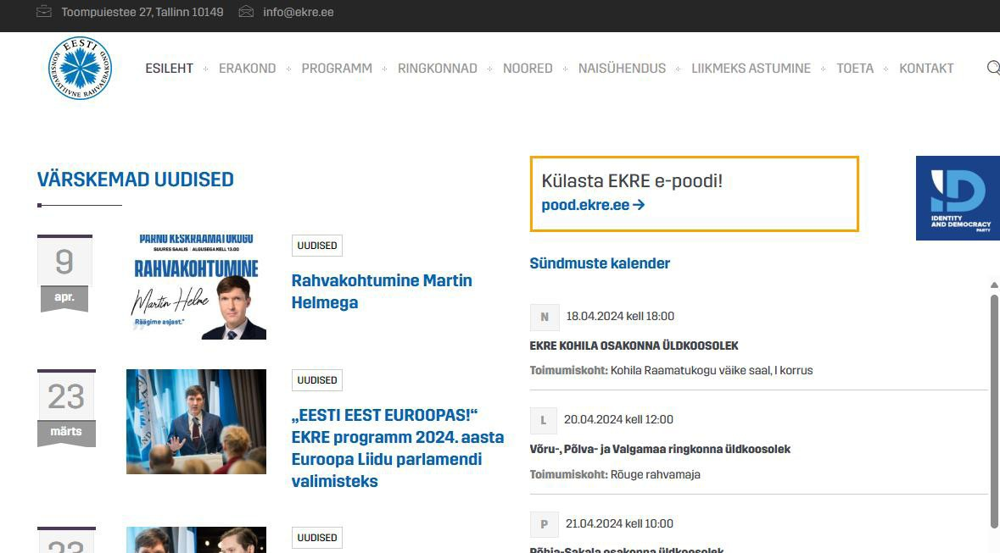 Toompuiestee 27, Tallinn 10149
info@ekre.ee
EESTI
KONSERVATIIVNE RAHVAERAKOND
ESILEHT
ERAKOND
PROGRAMM
RINGKONNAD
NOORED
NAISÜHENDUS
LIIKMEKS ASTUMINE
TOETA
KONTAKT
VÄRSKEMAD UUDISED
9
apr.
PÄRNU KESKRAAMATUKOGU
SUURES SAALIS | ALGUSEGA KELL 13.00
RAHVAKOHTUMINE
Martin Helme
Räägime asjast."
UUDISED
Rahvakohtumine Martin
Helmega
23
märts
UUDISED
„EESTI EEST EUROOPAS!“
EKRE programm 2024. aasta
Euroopa Liidu parlamendi
valimisteks
23
UUDISED
Külasta EKRE e-poodi!
pood.ekre.ee →
Sündmuste kalender
N 18.04.2024 kell 18:00
EKRE KOHILA OSAKONNA ÜLDKOOSOLEK
Toimumiskoht: Kohila Raamatukogu väike saal, I korrus
L 20.04.2024 kell 12:00
Võru-, Põlva- ja Valgamaa ringkonna üldkoosolek
Toimumiskoht: Rõuge rahvamaja
P 21.04.2024 kell 10:00
Põhja-Sakala osakonna üldkoosolek
ID
IDENTITY
AND DEMOCRACY
PARTY